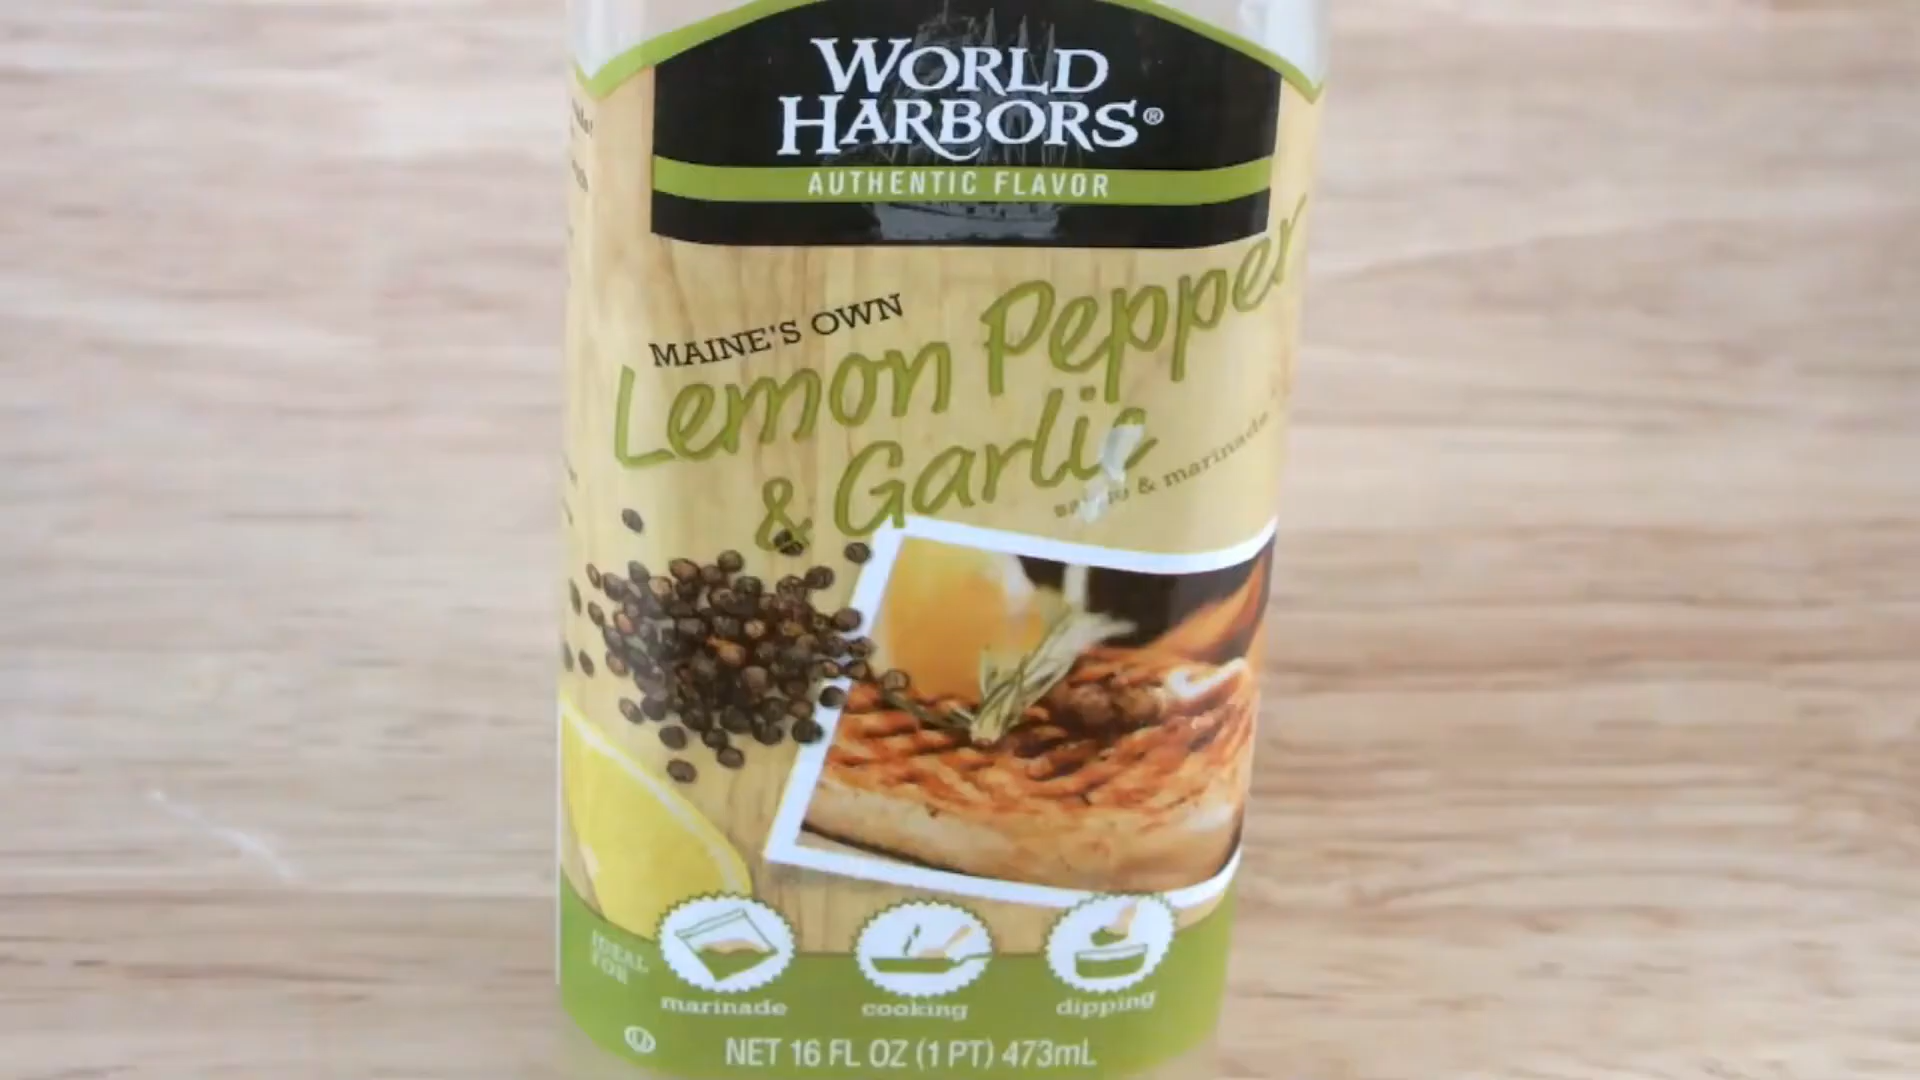 WORLD
HARBORS®
AUTHENTIC FLAVOR
MAINE'S OWN
Lemon Pepper
& Garlic
& marinade
IDEAL
FOR
marinade
cooking
dipping
U
NET 16 FL OZ (1 PT) 473mL